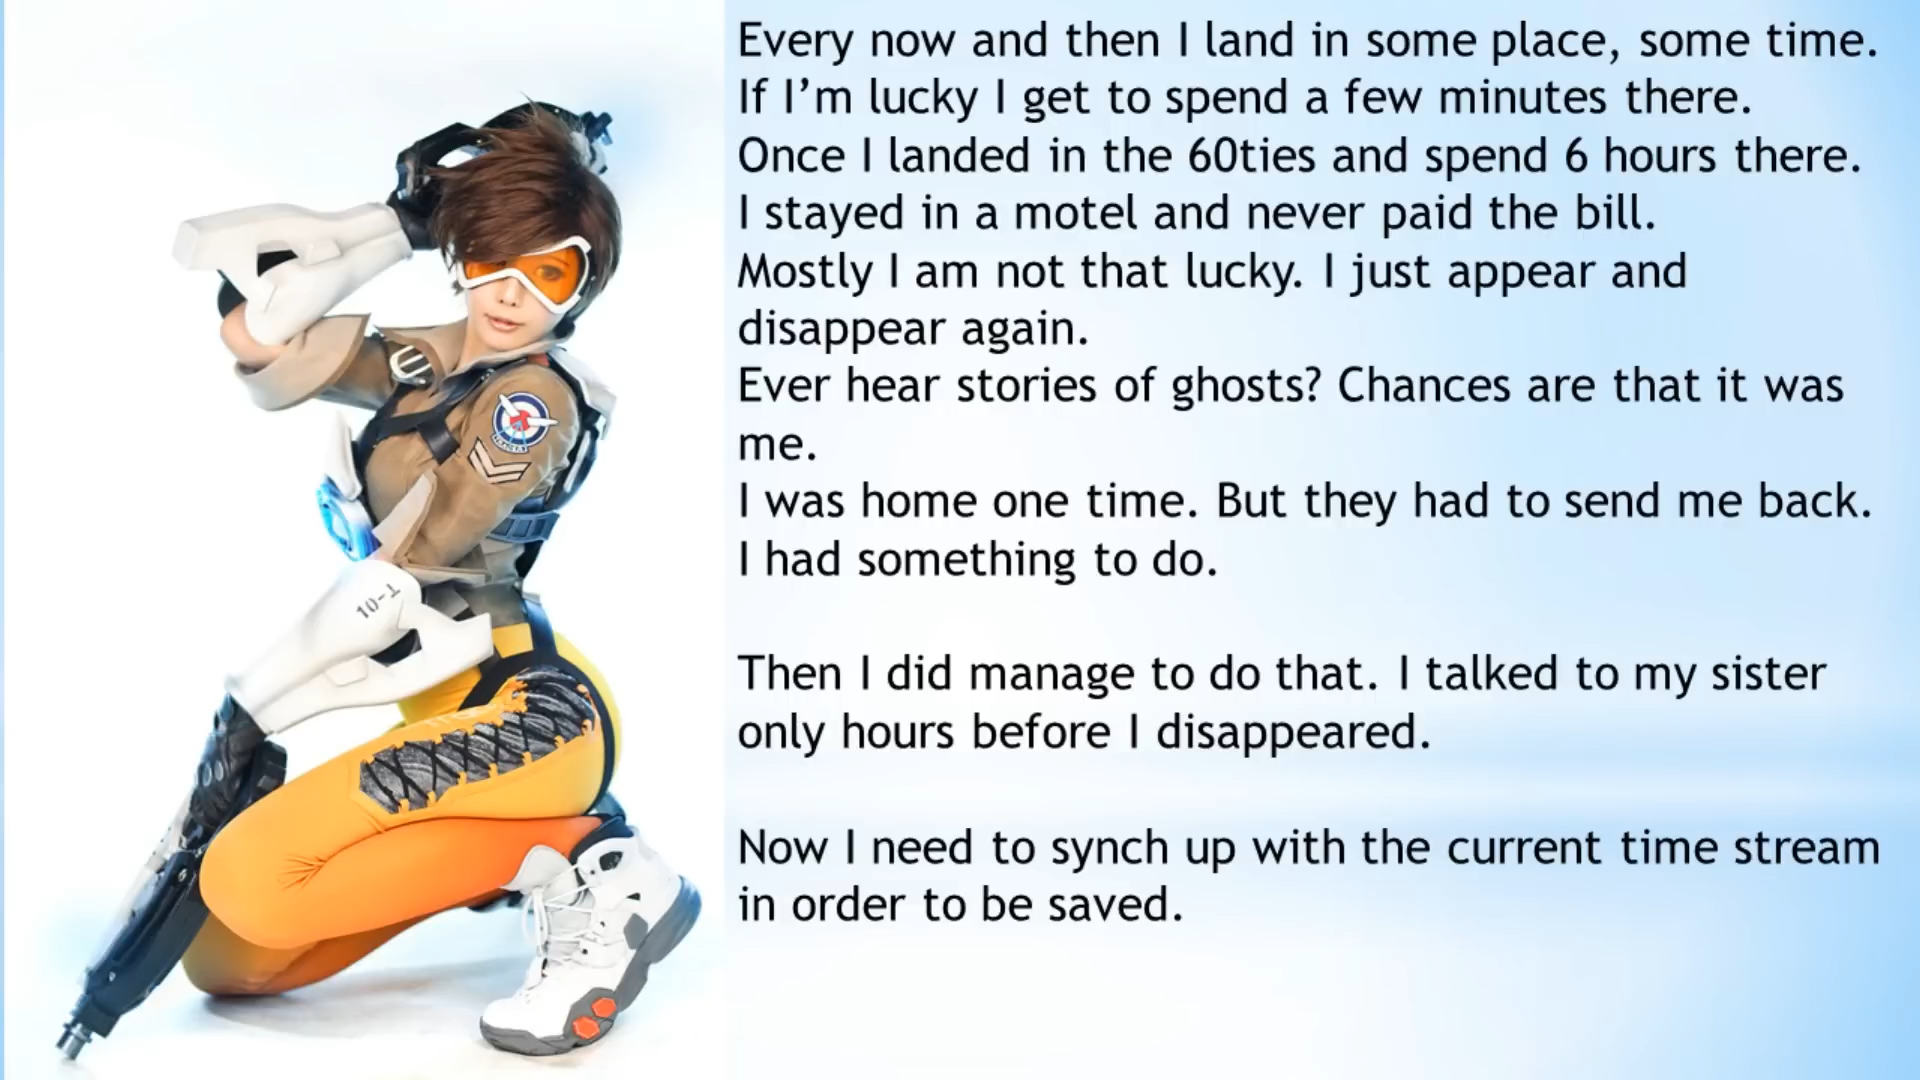 Every now and then I land in some place, some time.
If I’m lucky I get to spend a few minutes there.
Once I landed in the 60ties and spend 6 hours there.
I stayed in a motel and never paid the bill.
Mostly I am not that lucky. I just appear and
disappear again.
Ever hear stories of ghosts? Chances are that it was
me.
I was home one time. But they had to send me back.
I had something to do.
Then I did manage to do that. I talked to my sister
only hours before I disappeared.
Now I need to synch up with the current time stream
in order to be saved.
10-1